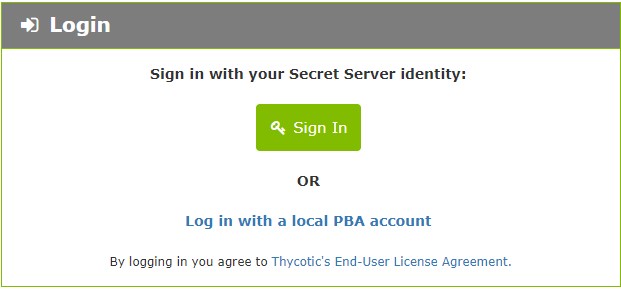 Login
Sign in with your Secret Server identity:
Sign In
OR
Log in with a local PBA account
By logging in you agree to Thycotic's End-User License Agreement.